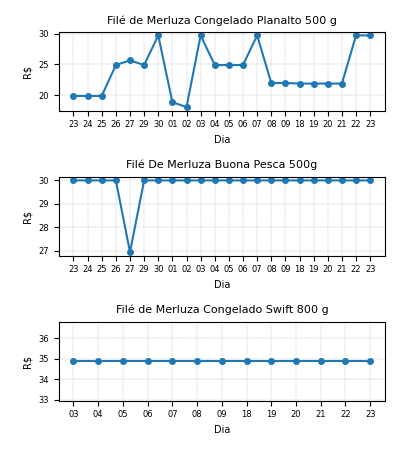 Filé de Merluza Congelado Planalto 500 g
30
25
20
R$
23 24 25 26 27 29 30 01 02 03 04 05 06 07 08 09 18 19 20 21 22 23
Dia
Filé De Merluza Buona Pesca 500g
30
29
28
27
R$
23 24 25 26 27 29 30 01 02 03 04 05 06 07 08 09 18 19 20 21 22 23
Dia
Filé de Merluza Congelado Swift 800 g
36
35
34
33
R$
03 04 05 06 07 08 09 18 19 20 21 22 23
Dia